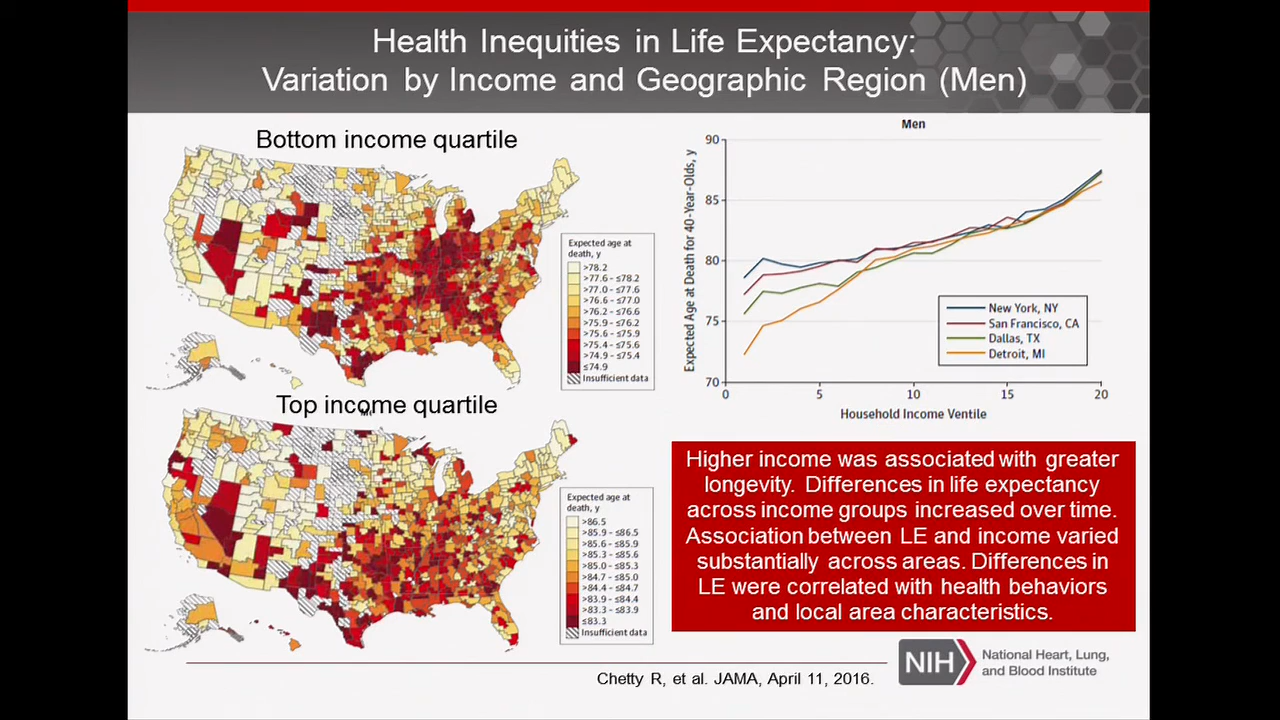 Health Inequities in Life Expectancy:
Variation by Income and Geographic Region (Men)
Bottom income quartile
Expected age at
death, y
>78.2
>77.6 - ≤78.2
>77.0 - ≤77.6
>76.6 - ≤77.0
>76.2 - ≤76.6
>75.9 - ≤76.2
>75.6 - ≤75.9
>75.4 - ≤75.6
>74.9 - ≤75.4
≤74.9
Insufficient data
Top income quartile
Expected age at
death, y
>86.5
>85.9 - ≤86.5
>85.6 - ≤85.9
>85.3 - ≤85.6
>85.0 - ≤85.3
>84.7 - ≤85.0
>84.4 - ≤84.7
>83.9 - ≤84.4
>83.3 - ≤83.9
≤83.3
Insufficient data
Men
Expected Age at Death for 40-Year-Olds, y
90
85
80
75
70
0 5 10 15 20
Household Income Ventile
New York, NY
San Francisco, CA
Dallas, TX
Detroit, MI
Higher income was associated with greater
longevity. Differences in life expectancy
across income groups increased over time.
Association between LE and income varied
substantially across areas. Differences in
LE were correlated with health behaviors
and local area characteristics.
Chetty R, et al. JAMA, April 11, 2016.
NIH
National Heart, Lung,
and Blood Institute